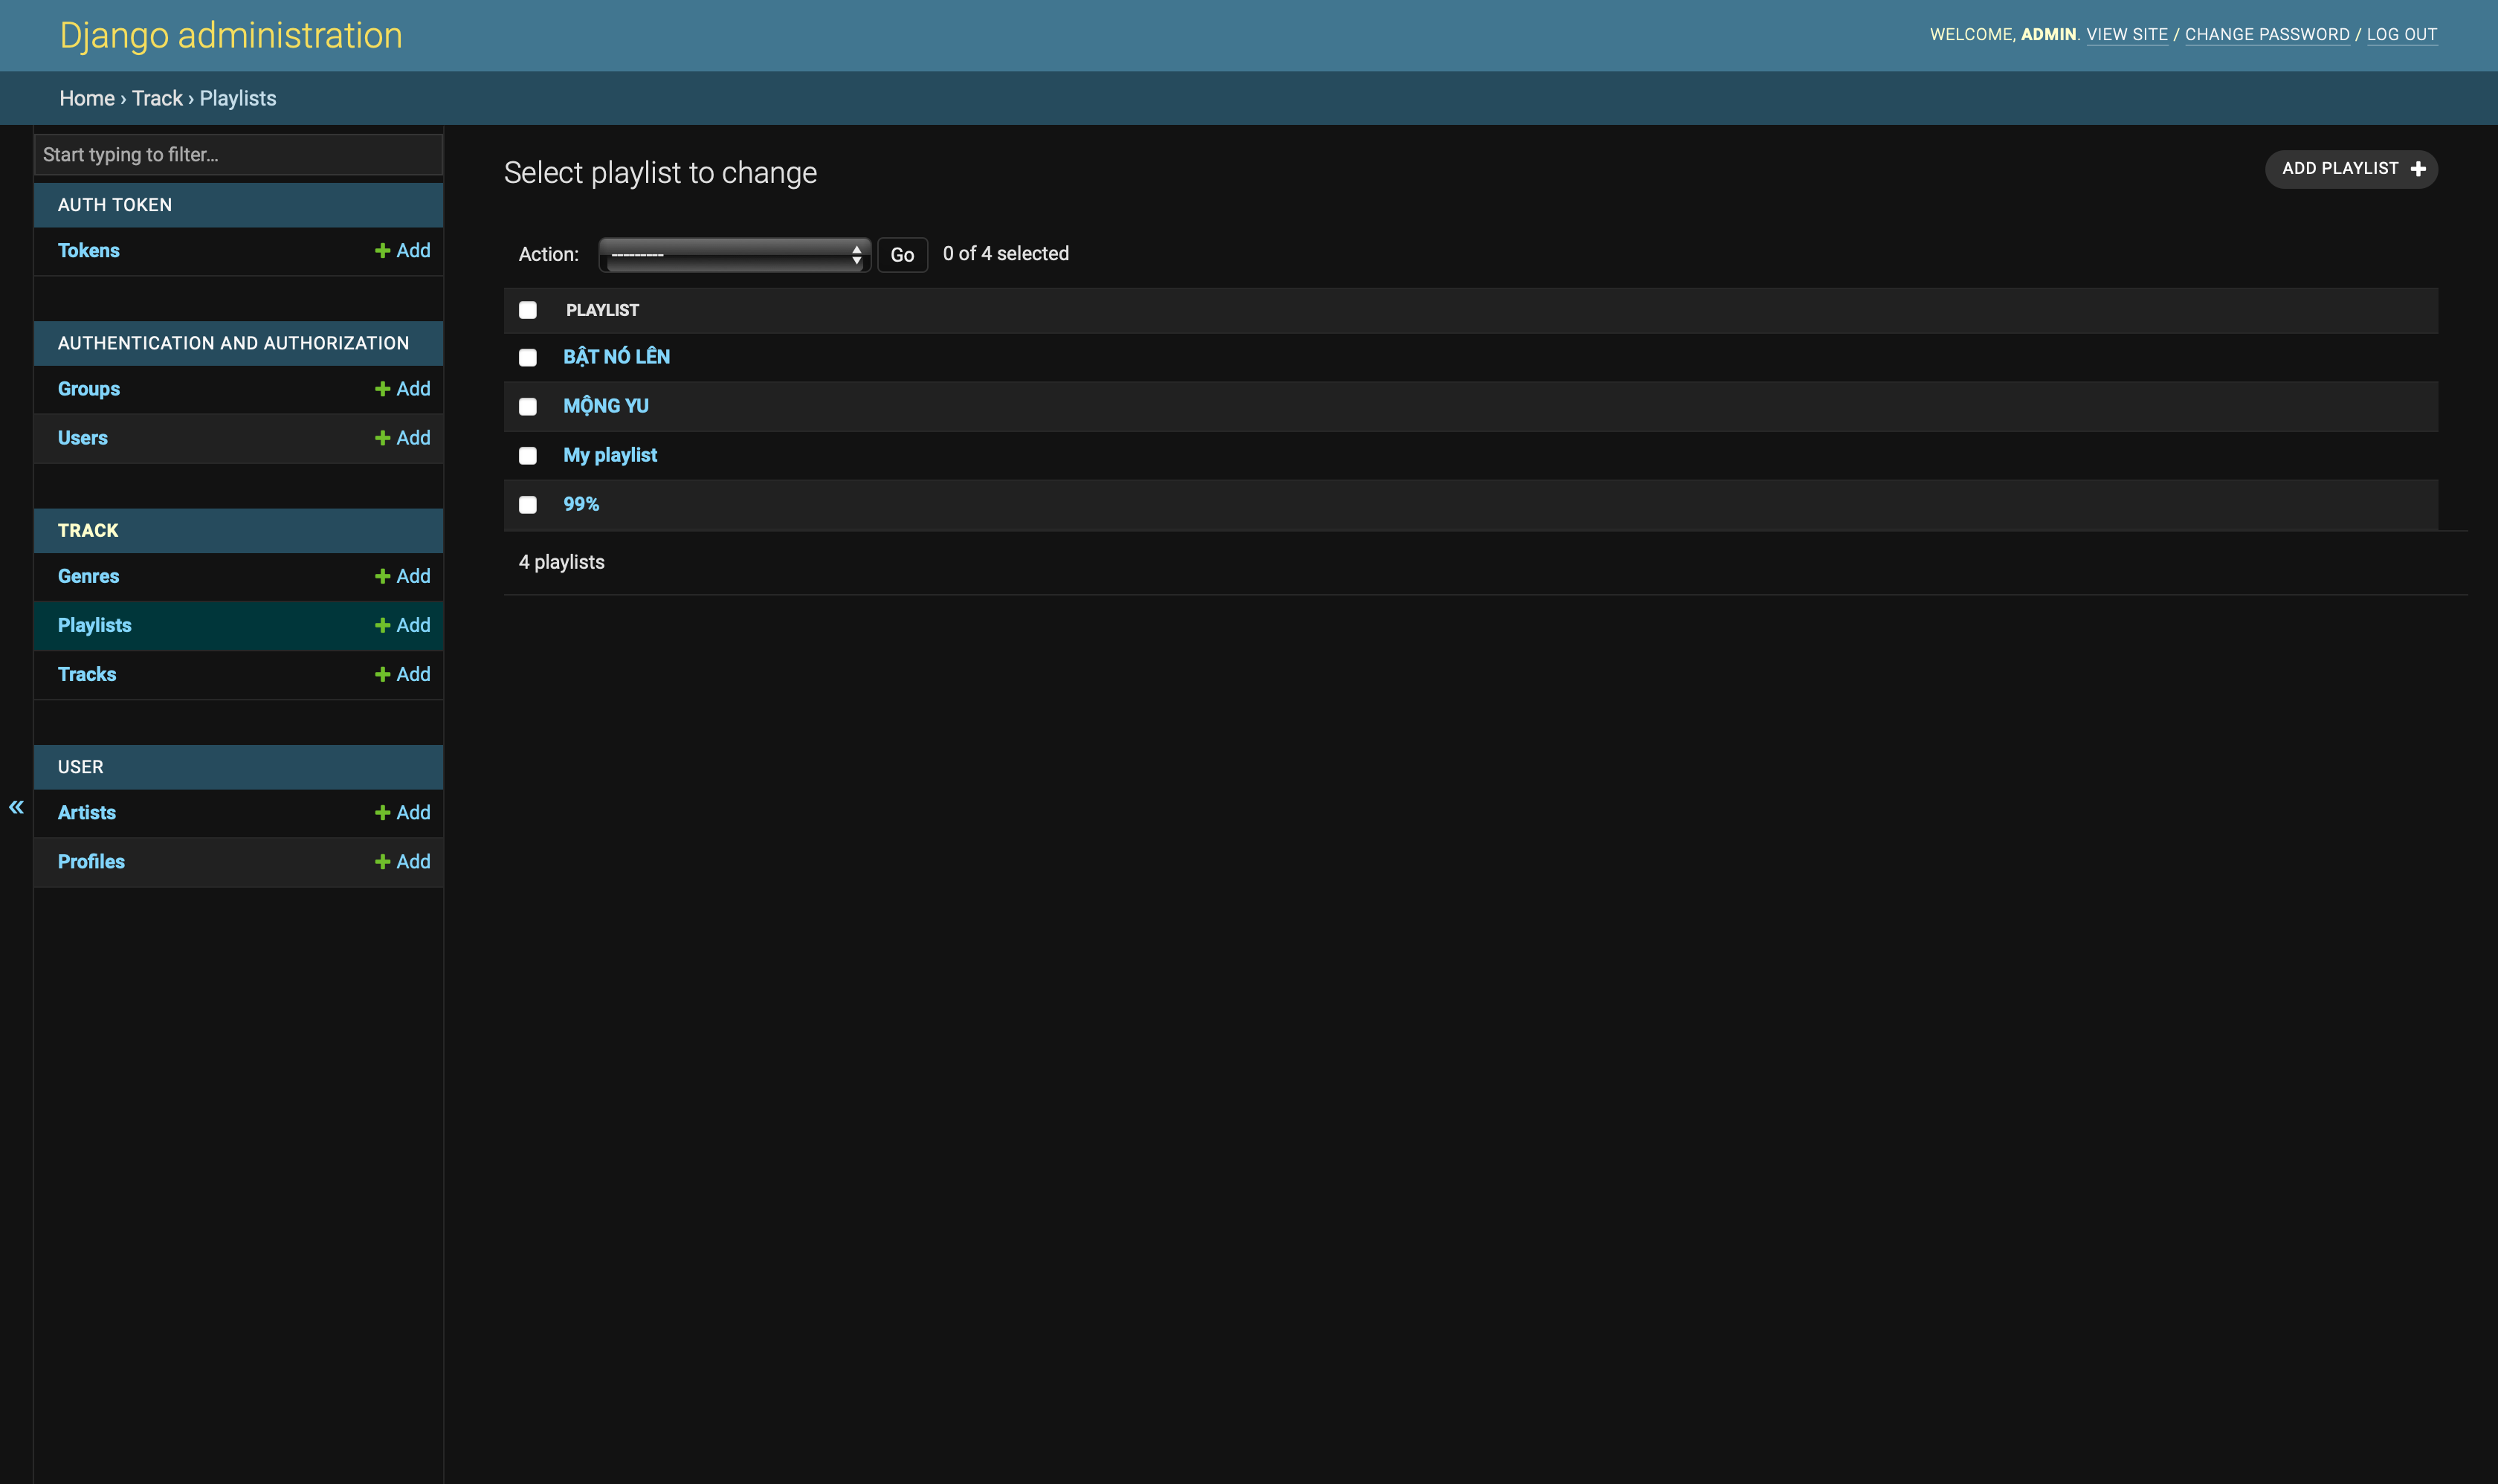 Django administration
WELCOME, ADMIN. VIEW SITE / CHANGE PASSWORD / LOG OUT
Home › Track › Playlists
Start typing to filter...
AUTH TOKEN
Tokens
Add
AUTHENTICATION AND AUTHORIZATION
Groups
Add
Users
Add
TRACK
Genres
Add
Playlists
Add
Tracks
Add
USER
Artists
Add
Profiles
Add
«
Select playlist to change
ADD PLAYLIST
Action:
---------
Go
0 of 4 selected
PLAYLIST
BẬT NÓ LÊN
MỘNG YU
My playlist
99%
4 playlists